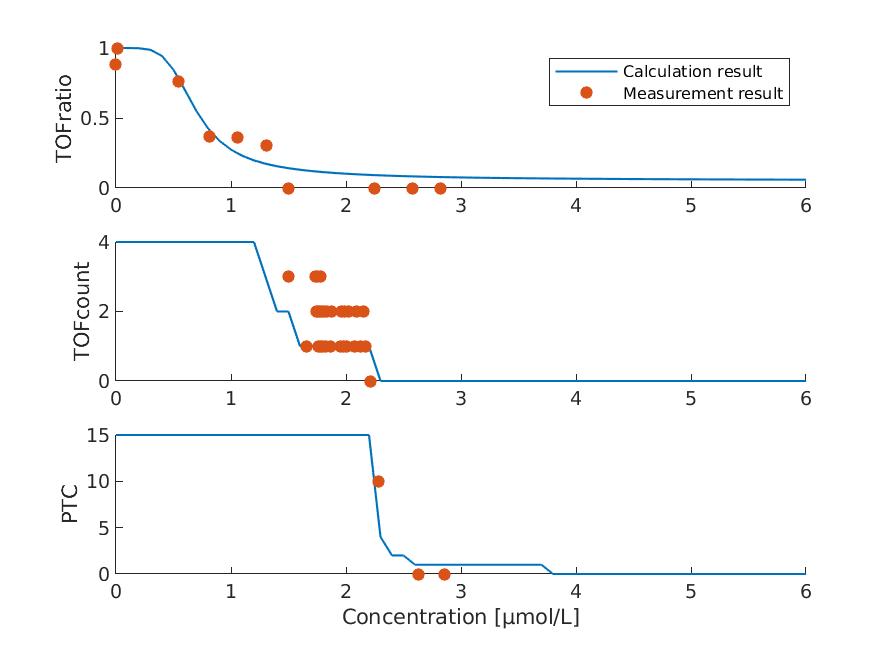 1
0.5
0
TOFratio
Calculation result
Measurement result
0 1 2 3 4 5 6
4
2
0
TOFcount
0 1 2 3 4 5 6
15
10
5
0
PTC
0 1 2 3 4 5 6
Concentration [µmol/L]